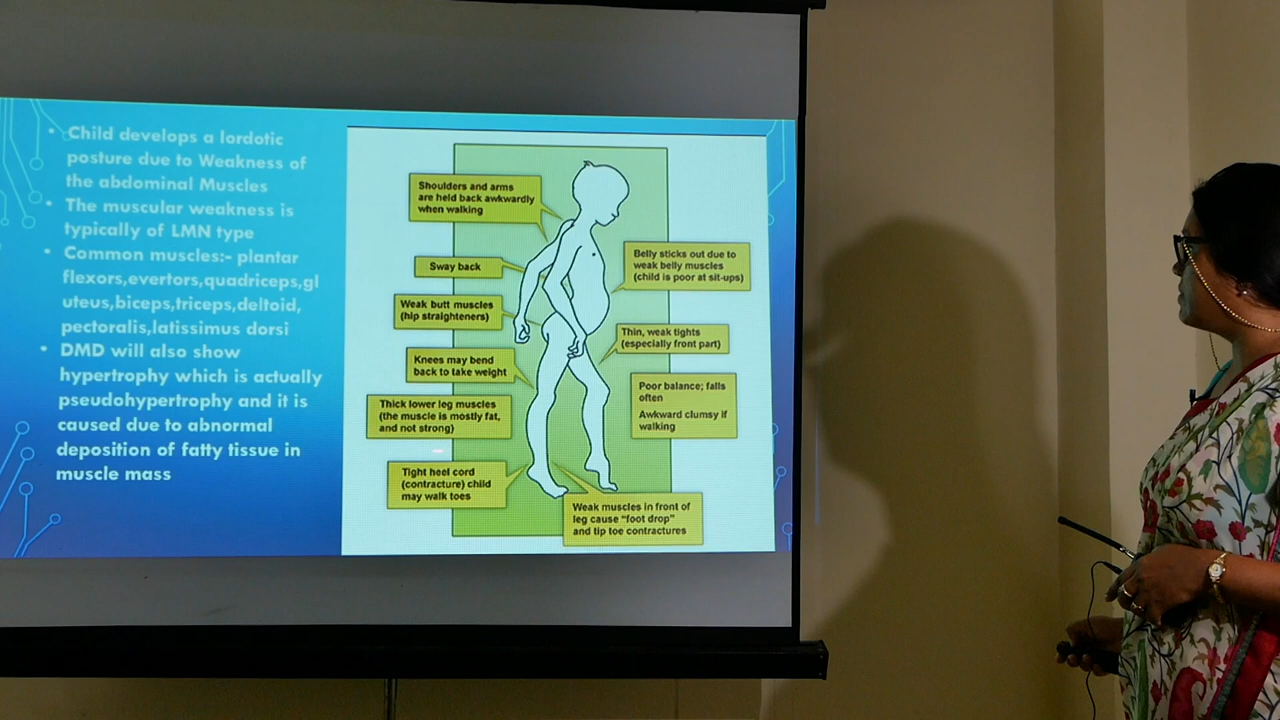 • Child develops a lordotic
posture due to Weakness of
the abdominal Muscles
• The muscular weakness is
typically of LMN type
• Common muscles:- plantar
flexors,evertors,quadriceps,gl
uteus,biceps,triceps,deltoid,
pectoralis,latissimus dorsi
• DMD will also show
hypertrophy which is actually
pseudohypertrophy and it is
caused due to abnormal
deposition of fatty tissue in
muscle mass
Shoulders and arms
are held back awkwardly
when walking
Sway back
Weak butt muscles
(hip straighteners)
Knees may bend
back to take weight
Thick lower leg muscles
(the muscle is mostly fat,
and not strong)
Tight heel cord
(contracture) child
may walk toes
Belly sticks out due to
weak belly muscles
(child is poor at sit-ups)
Thin, weak tights
(especially front part)
Poor balance; falls
often
Awkward clumsy if
walking
Weak muscles in front of
leg cause "foot drop"
and tip toe contractures